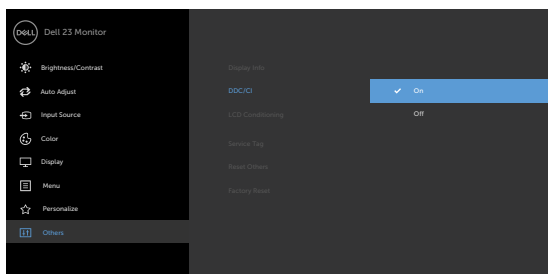 DELL
Dell 23 Monitor
Brightness/Contrast
Auto Adjust
Input Source
Color
Display
Menu
Personalize
Others
Display Info
DDC/CI
LCD Conditioning
Service Tag
Reset Others
Factory Reset
On
Off